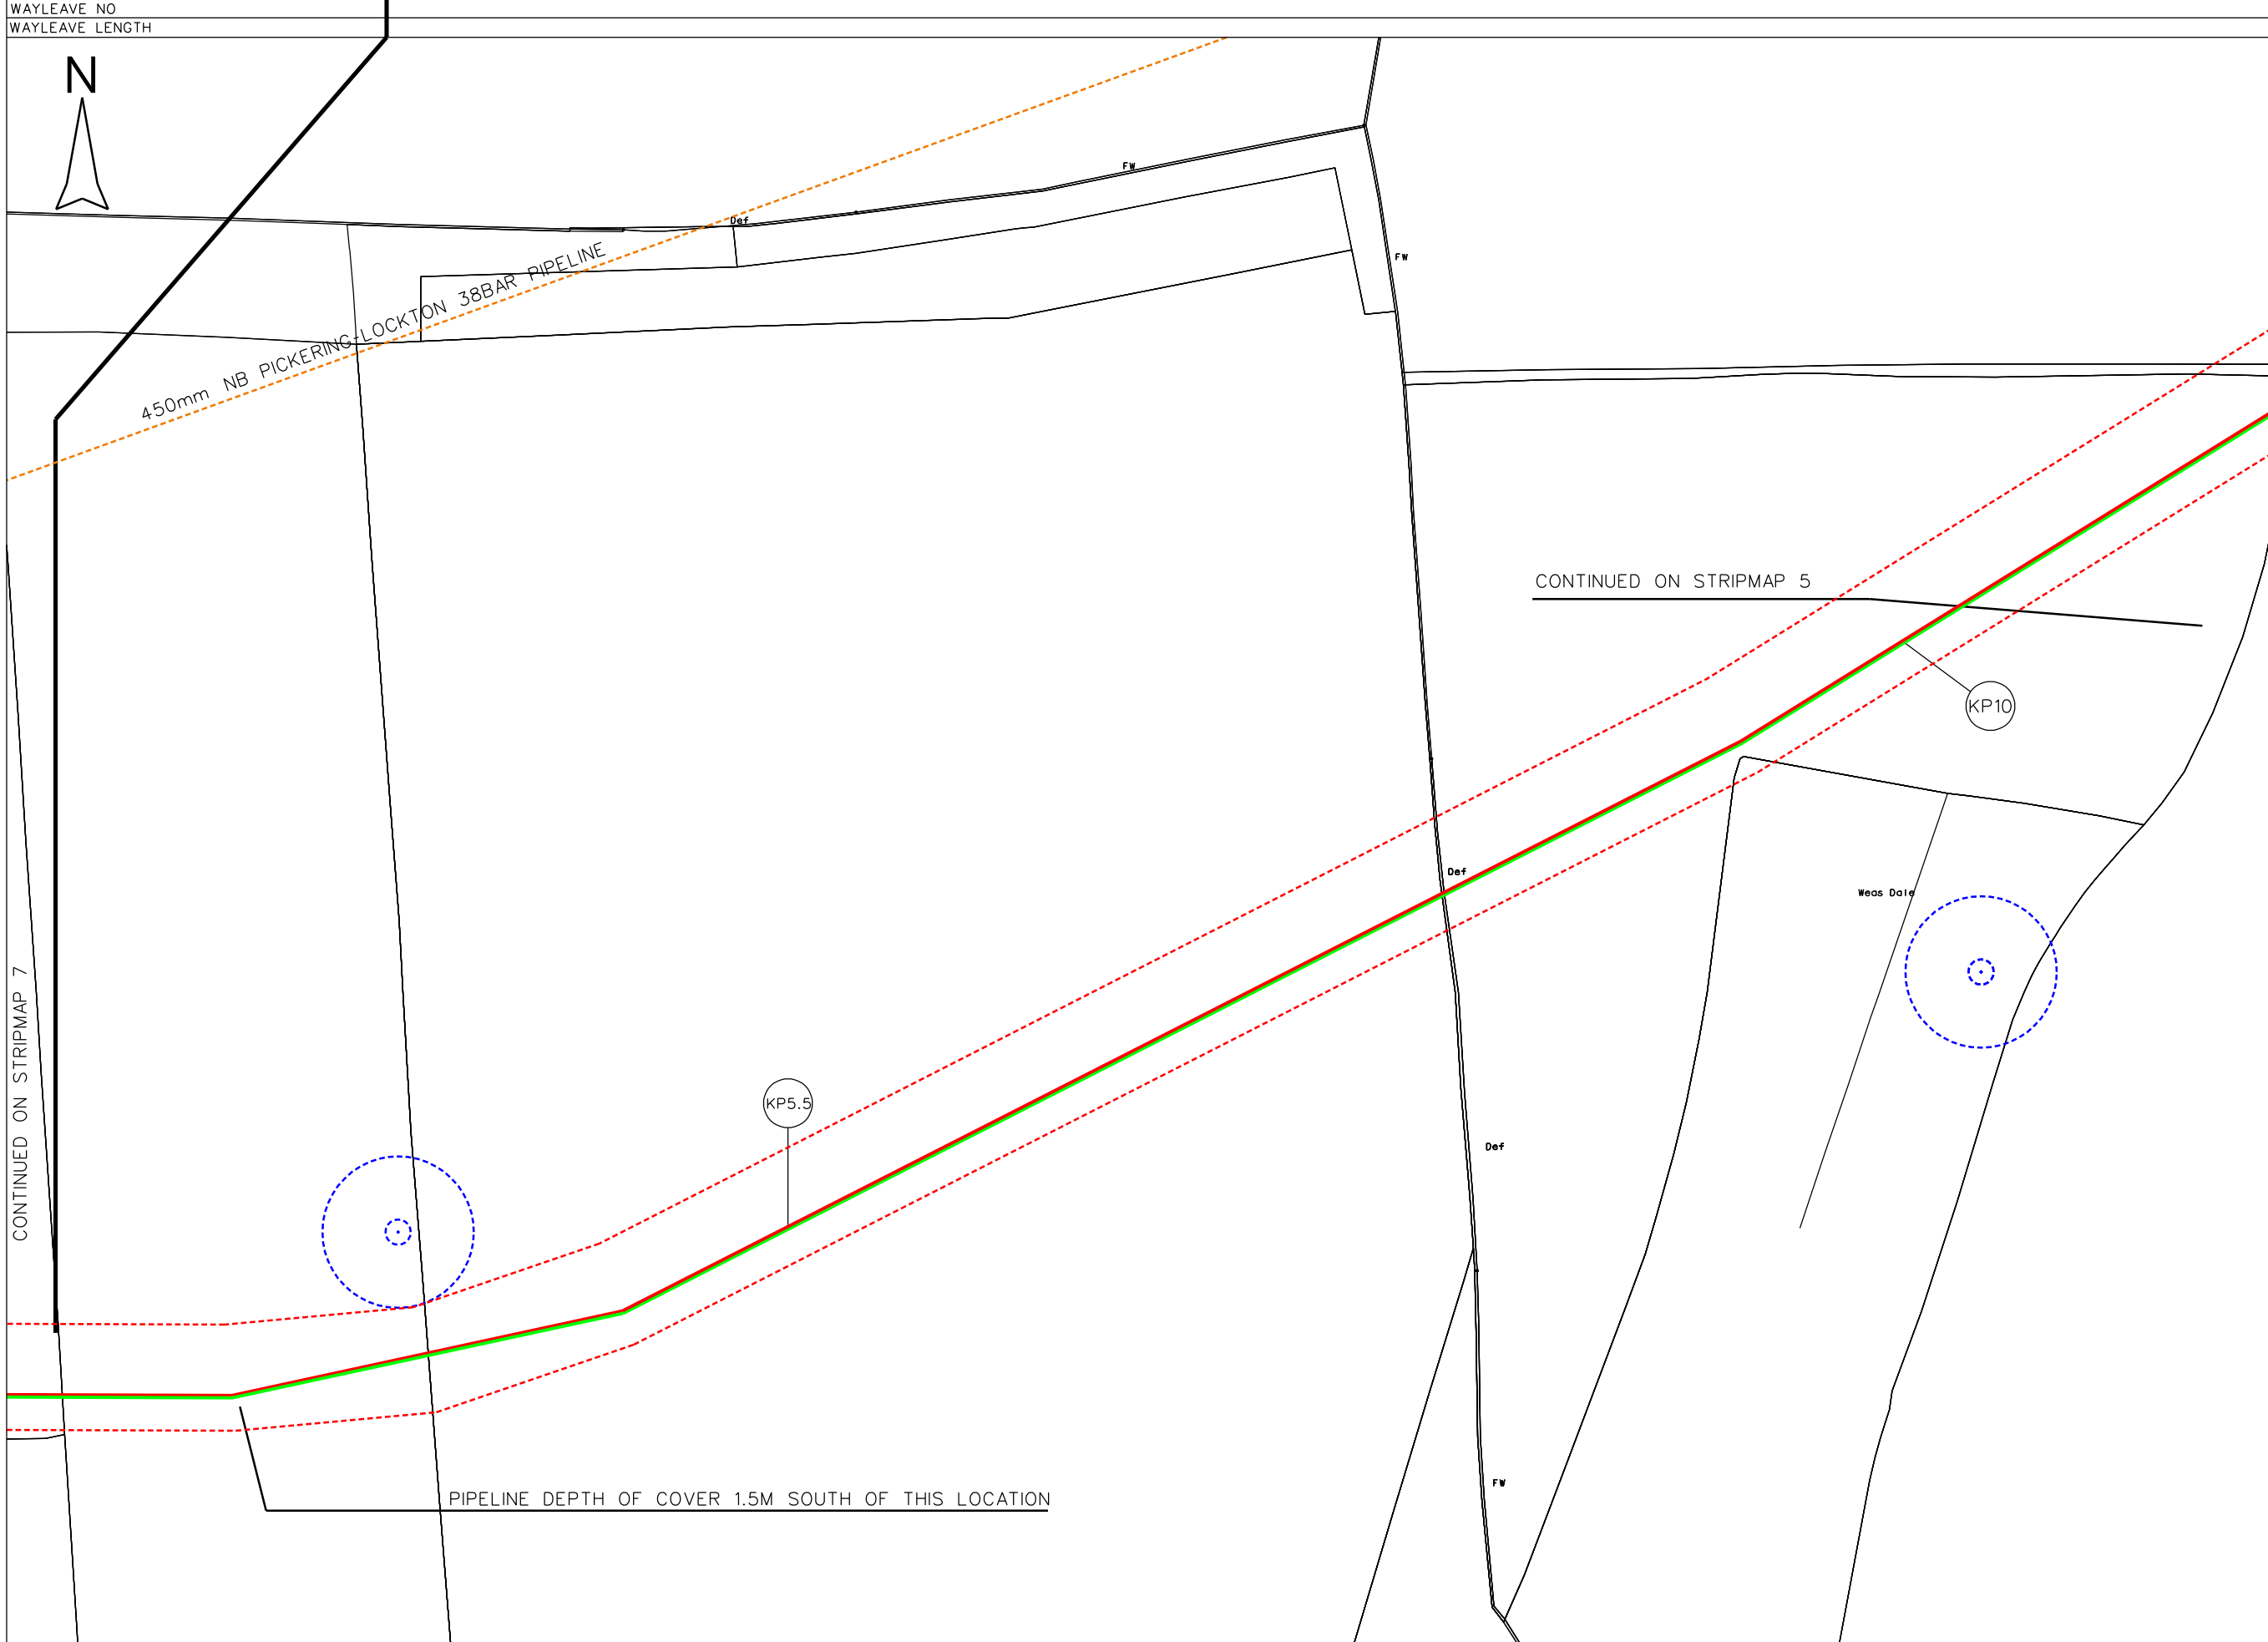 WAYLEAVE NO
WAYLEAVE LENGTH
N
FW
Def
FW
450mm NB PICKERING-LOCKTON 38BAR PIPELINE
CONTINUED ON STRIPMAP 5
KP10
Def
Weas Dale
CONTINUED ON STRIPMAP 7
KP5.5
Def
FW
PIPELINE DEPTH OF COVER 1.5M SOUTH OF THIS LOCATION